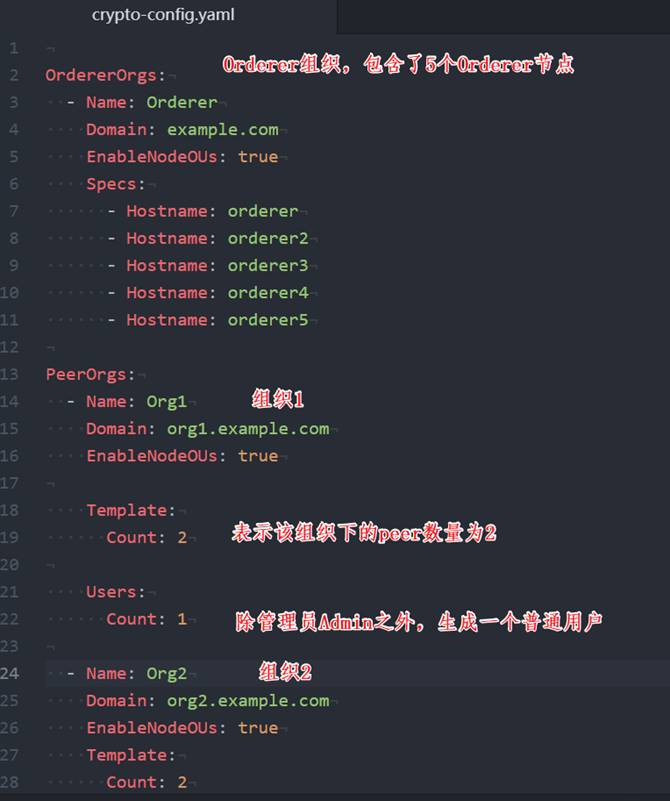 crypto-config.yaml
1
2 OrdererOrgs: Orderer组织，包含了5个Orderer节点
3 - Name: Orderer
4 Domain: example.com
5 EnableNodeOUs: true
6 Specs:
7 - Hostname: orderer
8 - Hostname: orderer2
9 - Hostname: orderer3
10 - Hostname: orderer4
11 - Hostname: orderer5
12
13 PeerOrgs:
14 - Name: Org1 组织1
15 Domain: org1.example.com
16 EnableNodeOUs: true
17
18 Template:
19 Count: 2 表示该组织下的peer数量为2
20
21 Users:
22 Count: 1 除管理员Admin之外，生成一个普通用户
23
24 - Name: Org2 组织2
25 Domain: org2.example.com
26 EnableNodeOUs: true
27 Template:
28 Count: 2